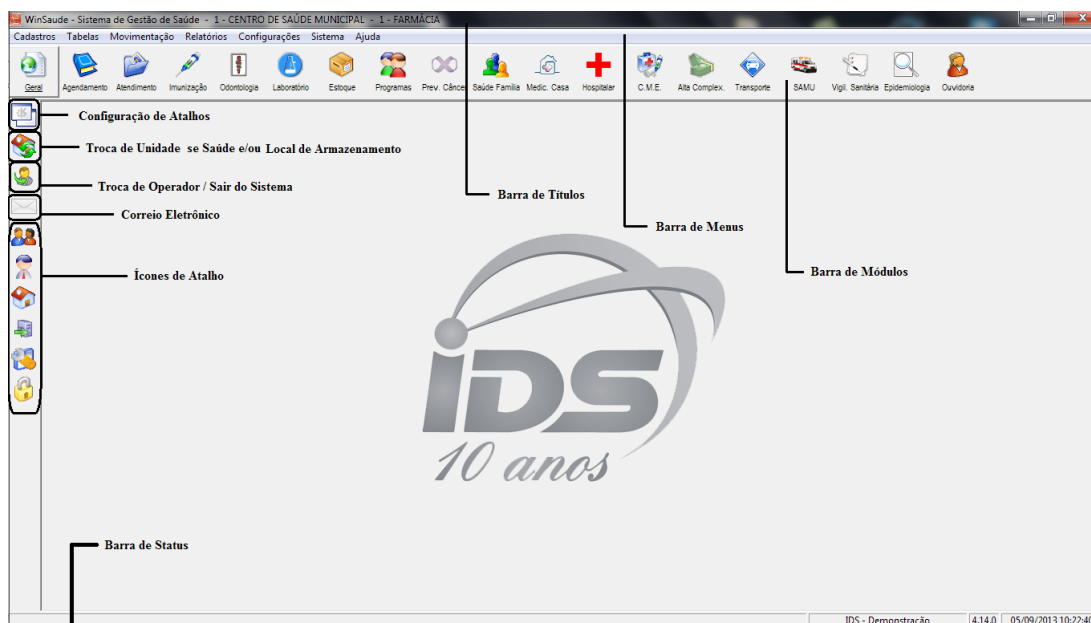 WinSaude - Sistema de Gestão de Saúde - 1 - CENTRO DE SAÚDE MUNICIPAL - 1 - FARMÁCIA
Cadastros Tabelas Movimentação Relatórios Configurações Sistema Ajuda
Geral Agendamento Atendimento Imunização Odontologia Laboratório Estoque Programas Prev. Câncer Saúde Família Medic. Casa Hospitalar C.M.E. Alta Complex. Transporte SAMU Vigil. Sanitária Epidemiologia Ouvidoria
Configuração de Atalhos
Troca de Unidade se Saúde e/ou Local de Armazenamento
Troca de Operador / Sair do Sistema
Barra de Títulos
Correio Eletrônico
Barra de Menus
Ícones de Atalho
Barra de Módulos
iDS
10 anos
Barra de Status
IDS - Demonstração 4.14.0 05/09/2013 10:22:40